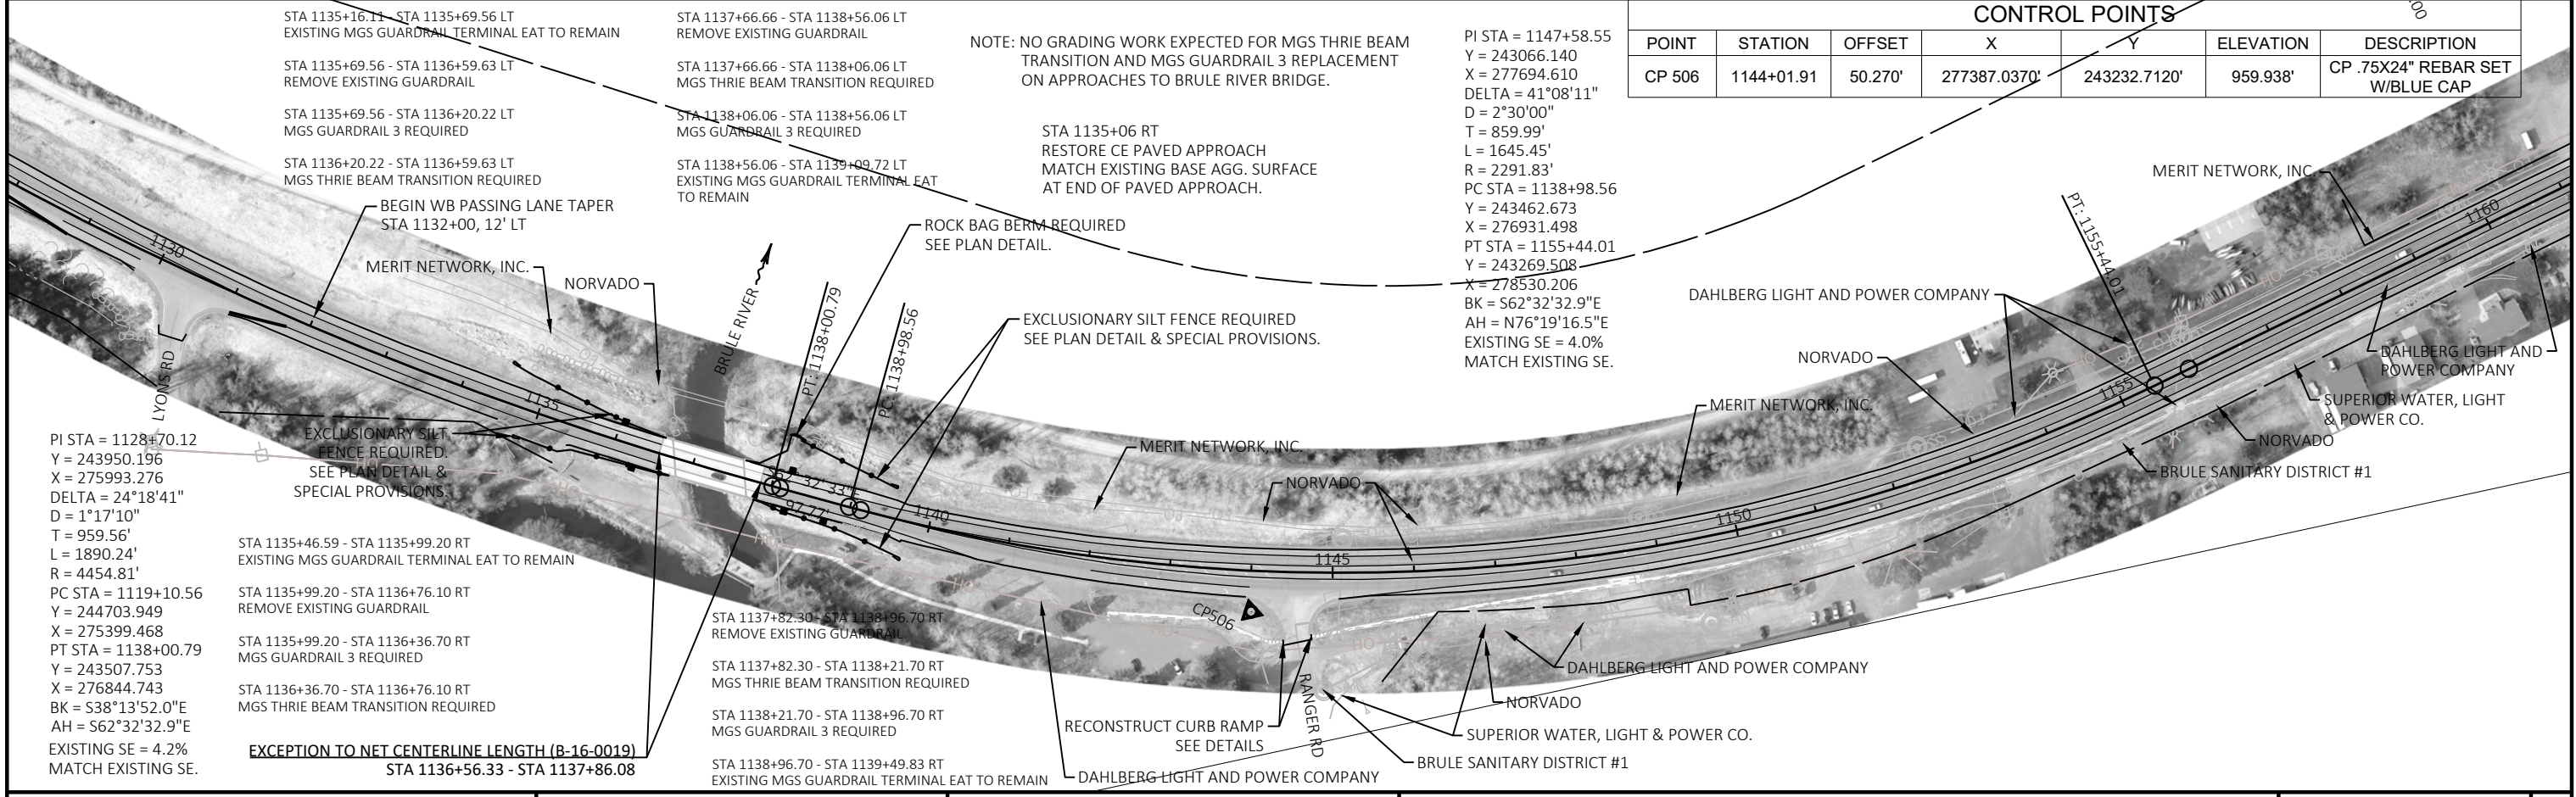 STA 1135+16.11 - STA 1135+69.56 LT
EXISTING MGS GUARDRAIL TERMINAL EAT TO REMAIN
STA 1135+69.56 - STA 1136+59.63 LT
REMOVE EXISTING GUARDRAIL
STA 1135+69.56 - STA 1136+20.22 LT
MGS GUARDRAIL 3 REQUIRED
STA 1136+20.22 - STA 1136+59.63 LT
MGS THRIE BEAM TRANSITION REQUIRED
STA 1137+66.66 - STA 1138+56.06 LT
REMOVE EXISTING GUARDRAIL
STA 1137+66.66 - STA 1138+06.06 LT
MGS THRIE BEAM TRANSITION REQUIRED
STA 1138+06.06 - STA 1138+56.06 LT
MGS GUARDRAIL 3 REQUIRED
STA 1138+56.06 - STA 1139+09.72 LT
EXISTING MGS GUARDRAIL TERMINAL EAT
TO REMAIN
NOTE: NO GRADING WORK EXPECTED FOR MGS THRIE BEAM
TRANSITION AND MGS GUARDRAIL 3 REPLACEMENT
ON APPROACHES TO BRULE RIVER BRIDGE.
STA 1135+06 RT
RESTORE CE PAVED APPROACH
MATCH EXISTING BASE AGG. SURFACE
AT END OF PAVED APPROACH.
PI STA = 1147+58.55
Y = 243066.140
X = 277694.610
DELTA = 41°08'11"
D = 2°30'00"
T = 859.99'
L = 1645.45'
R = 2291.83'
PC STA = 1138+98.56
Y = 243462.673
X = 276931.498
PT STA = 1155+44.01
Y = 243269.508
X = 278530.206
BK = S62°32'32.9"E
AH = N76°19'16.5"E
EXISTING SE = 4.0%
MATCH EXISTING SE.
CONTROL POINTS
POINT STATION OFFSET X Y ELEVATION DESCRIPTION
CP 506 1144+01.91 50.270' 277387.0370' 243232.7120' 959.938' CP .75X24" REBAR SET
W/BLUE CAP
00
BEGIN WB PASSING LANE TAPER
STA 1132+00, 12' LT
MERIT NETWORK, INC.
NORVADO
BRULE RIVER
ROCK BAG BERM REQUIRED
SEE PLAN DETAIL.
PT: 1138+00.79
PC: 1138+98.56
EXCLUSIONARY SILT FENCE REQUIRED
SEE PLAN DETAIL & SPECIAL PROVISIONS.
MERIT NETWORK, INC.
PT: 1155+44.01
DAHLBERG LIGHT AND POWER COMPANY
NORVADO
MERIT NETWORK, INC.
DAHLBERG LIGHT AND
POWER COMPANY
SUPERIOR WATER, LIGHT
& POWER CO.
NORVADO
BRULE SANITARY DISTRICT #1
1130
1135
1140
1145
1150
1155
1160
LYONS RD
EXCLUSIONARY SILT
FENCE REQUIRED.
SEE PLAN DETAIL &
SPECIAL PROVISIONS.
S62°32'33"E
97.77'
MERIT NETWORK, INC.
NORVADO
PI STA = 1128+70.12
Y = 243950.196
X = 275993.276
DELTA = 24°18'41"
D = 1°17'10"
T = 959.56'
L = 1890.24'
R = 4454.81'
PC STA = 1119+10.56
Y = 244703.949
X = 275399.468
PT STA = 1138+00.79
Y = 243507.753
X = 276844.743
BK = S38°13'52.0"E
AH = S62°32'32.9"E
EXISTING SE = 4.2%
MATCH EXISTING SE.
STA 1135+46.59 - STA 1135+99.20 RT
EXISTING MGS GUARDRAIL TERMINAL EAT TO REMAIN
STA 1135+99.20 - STA 1136+76.10 RT
REMOVE EXISTING GUARDRAIL
STA 1135+99.20 - STA 1136+36.70 RT
MGS GUARDRAIL 3 REQUIRED
STA 1136+36.70 - STA 1136+76.10 RT
MGS THRIE BEAM TRANSITION REQUIRED
EXCEPTION TO NET CENTERLINE LENGTH (B-16-0019)
STA 1136+56.33 - STA 1137+86.08
STA 1137+82.30 - STA 1138+96.70 RT
REMOVE EXISTING GUARDRAIL
STA 1137+82.30 - STA 1138+21.70 RT
MGS THRIE BEAM TRANSITION REQUIRED
STA 1138+21.70 - STA 1138+96.70 RT
MGS GUARDRAIL 3 REQUIRED
STA 1138+96.70 - STA 1139+49.83 RT
EXISTING MGS GUARDRAIL TERMINAL EAT TO REMAIN
CP506
RECONSTRUCT CURB RAMP
SEE DETAILS
RANGER RD
DAHLBERG LIGHT AND POWER COMPANY
DAHLBERG LIGHT AND POWER COMPANY
NORVADO
SUPERIOR WATER, LIGHT & POWER CO.
BRULE SANITARY DISTRICT #1
HO
HO
HO
HO
HO
HO
HO